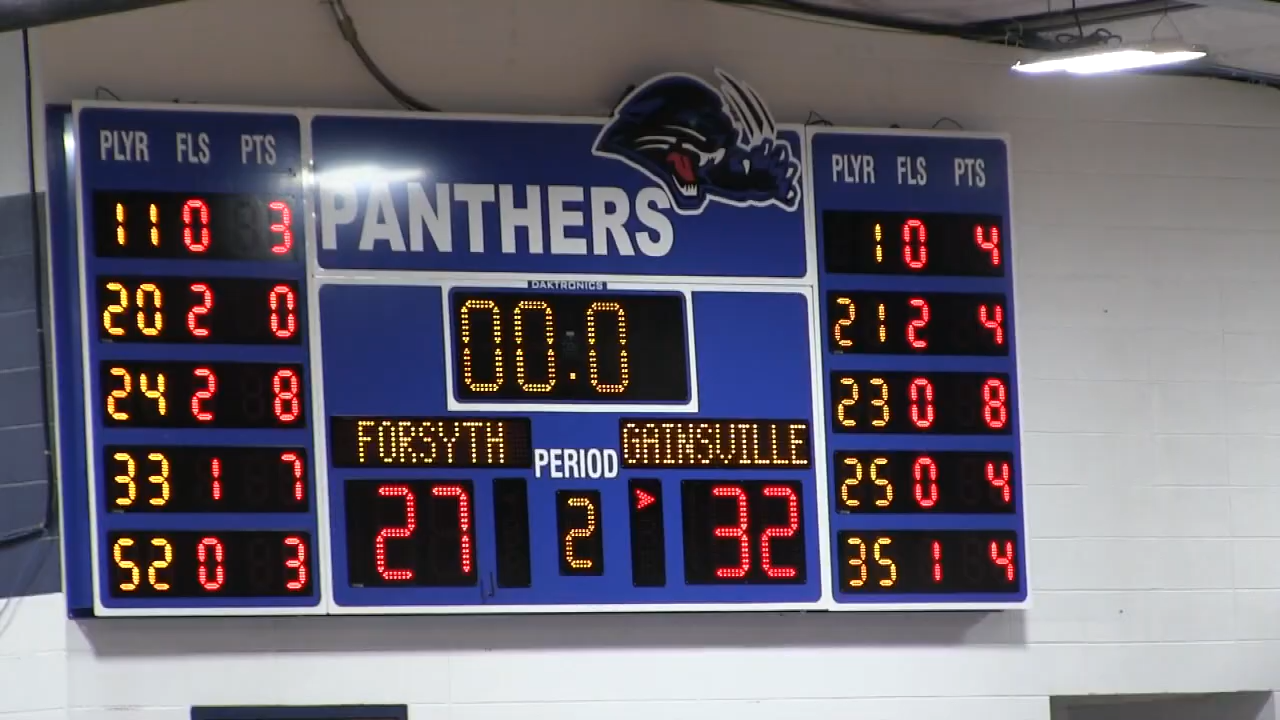 PLYR FLS PTS
11 0 3
20 2 0
24 2 8
33 1 7
52 0 3
PANTHERS
DAKTRONICS
00.0
FORSYTH GAINSVILLE
PERIOD
27 2 32
PLYR FLS PTS
1 0 4
21 2 4
23 0 8
25 0 4
35 1 4